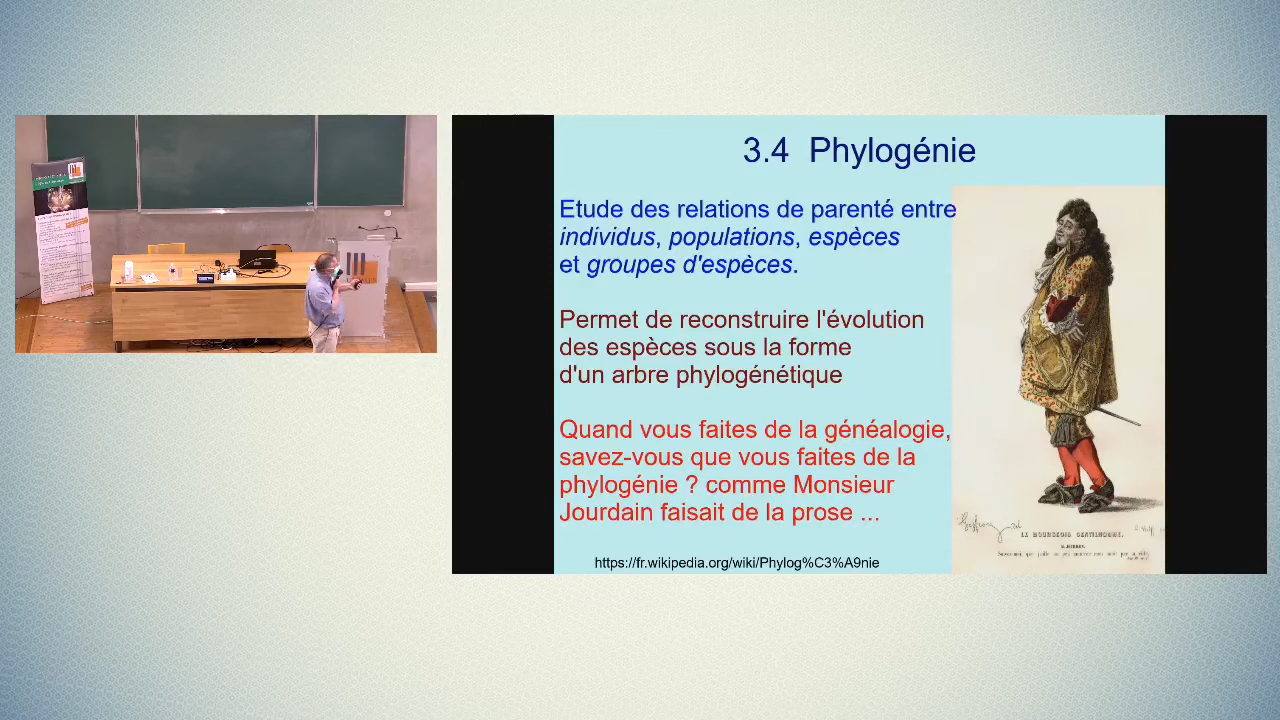 3.4 Phylogénie
Etude des relations de parenté entre
individus, populations, espèces
et groupes d'espèces.
Permet de reconstruire l'évolution
des espèces sous la forme
d'un arbre phylogénétique
Quand vous faites de la généalogie,
savez-vous que vous faites de la
phylogénie ? comme Monsieur
Jourdain faisait de la prose ...
LE BOURGEOIS GENTILHOMME.
https://fr.wikipedia.org/wiki/Phylog%C3%A9nie